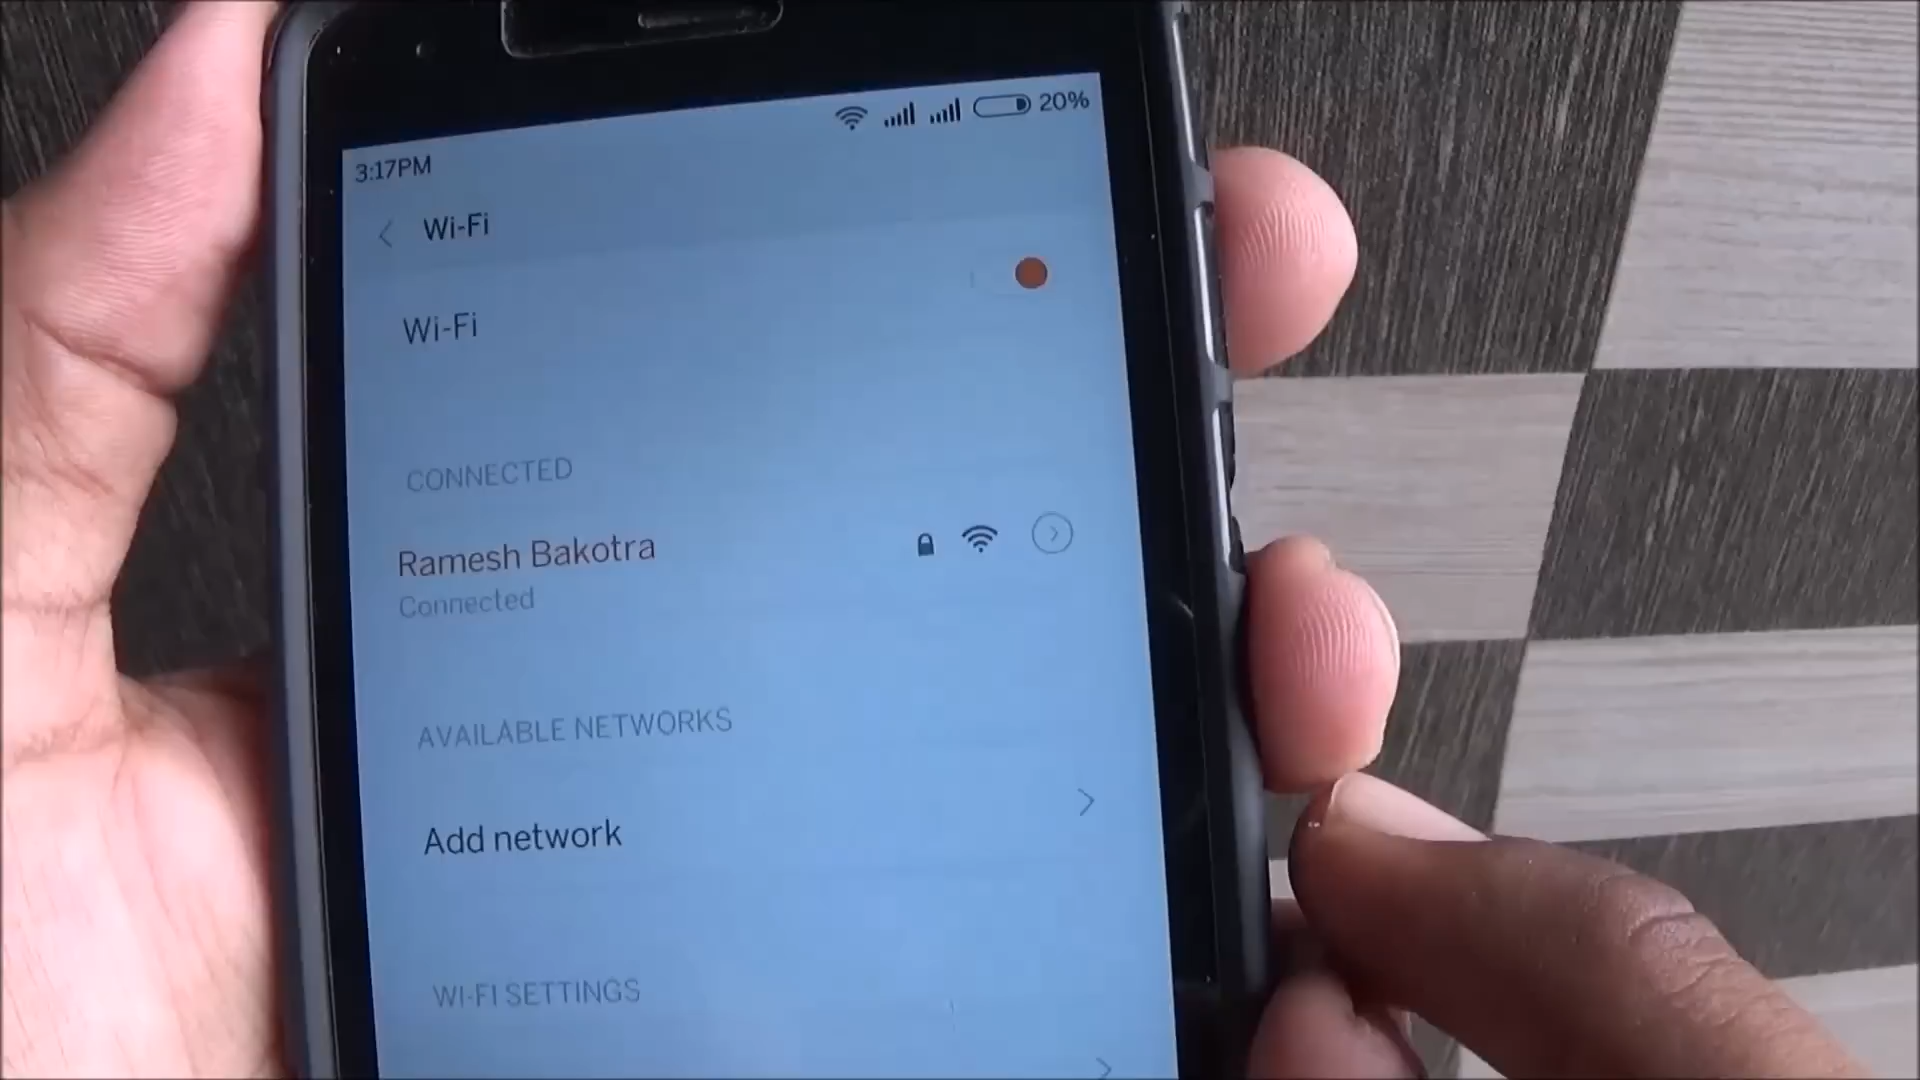 20%
3:17PM
Wi-Fi
Wi-Fi
CONNECTED
Ramesh Bakotra
Connected
AVAILABLE NETWORKS
Add network
WI-FI SETTINGS